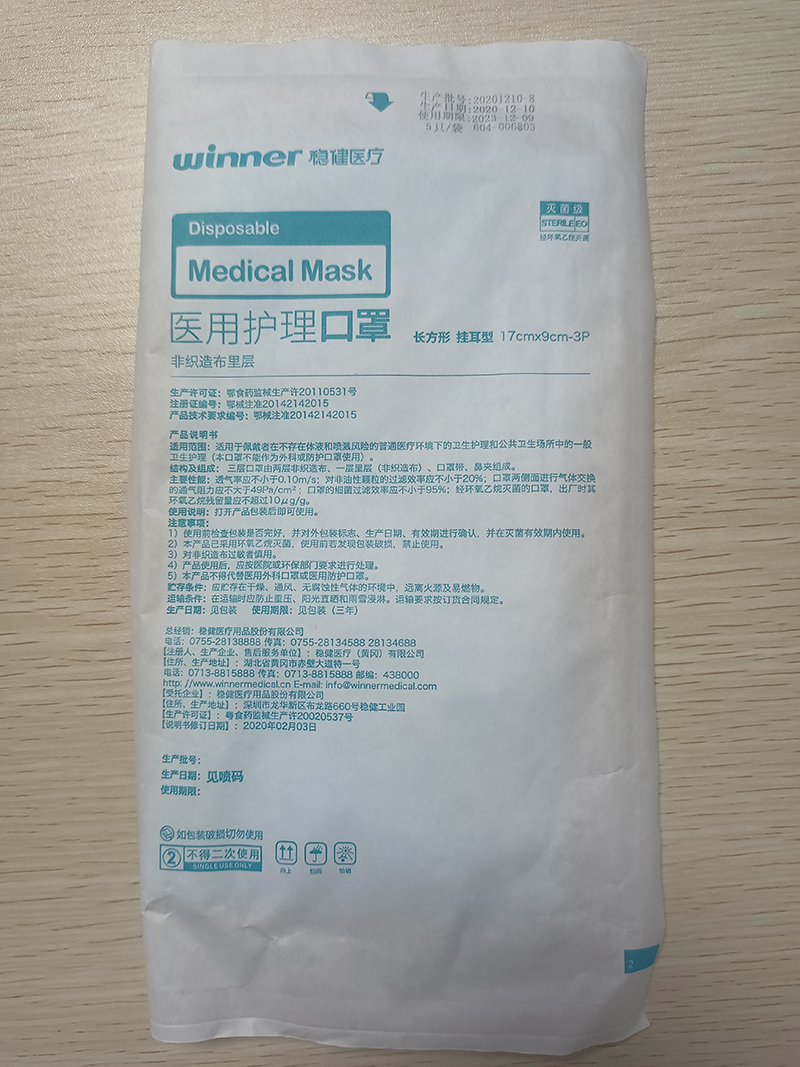 生产批号:20201210-8
生产日期:2020-12-10
使用期限:2023-12-09
5只/袋 604-006803
winner 稳健医疗
灭菌级
STERILE EO
经环氧乙烷灭菌
Disposable
Medical Mask
医用护理口罩 长方形 挂耳型 17cmx9cm-3P
非织造布里层
生产许可证：鄂食药监械生产许20110531号
注册证编号：鄂械注准20142142015
产品技术要求编号：鄂械注准20142142015
产品说明书
适用范围：适用于佩戴者在不存在体液和喷溅风险的普通医疗环境下的卫生护理和公共卫生场所中的一般
卫生护理（本口罩不能作为外科或防护口罩使用）。
结构及组成： 三层口罩由两层非织造布、一层里层（非织造布）、口罩带、鼻夹组成。
主要性能：透气率应不小于0.10m/s；对非油性颗粒的过滤效率应不小于20%；口罩两侧面进行气体交换
的通气阻力应不大于49Pa/cm²；口罩的细菌过滤效率应不小于95%；经环氧乙烷灭菌的口罩，出厂时其
环氧乙烷残留量应不超过10μg/g。
使用说明：打开产品包装后即可使用。
注意事项：
1）使用前检查包装是否完好，并对外包装标志、生产日期、有效期进行确认，并在灭菌有效期内使用。
2）本产品已采用环氧乙烷灭菌，使用前若发现包装破损，禁止使用。
3）对非织造布过敏者慎用。
4）产品使用后，应按医院或环保部门要求进行处理。
5）本产品不得代替医用外科口罩或医用防护口罩。
贮存条件：应贮存在干燥、通风、无腐蚀性气体的环境中，远离火源及易燃物。
运输条件：在运输时应防止重压、阳光直晒和雨雪浸淋。运输要求按订货合同规定。
生产日期：见包装 使用期限：见包装（三年）
总经销：稳健医疗用品股份有限公司
电话：0755-28138888 传真：0755-28134588 28134688
【注册人、生产企业、售后服务单位】：稳健医疗（黄冈）有限公司
【住所、生产地址】：湖北省黄冈市赤壁大道特一号
电话：0713-8815888 传真：0713-8815888 邮编：438000
http: //www.winnermedical.cn E-mail: info@winnermedical.com
【受托企业】：稳健医疗用品股份有限公司
【住所、生产地址】：深圳市龙华新区布龙路660号稳健工业园
【生产许可证】：粤食药监械生产许20020537号
【说明书修订日期】：2020年02月03日
生产批号：
生产日期：见喷码
使用期限：
如包装破损切勿使用
2 不得二次使用
SINGLE USE ONLY
向上 怕雨 怕晒
2